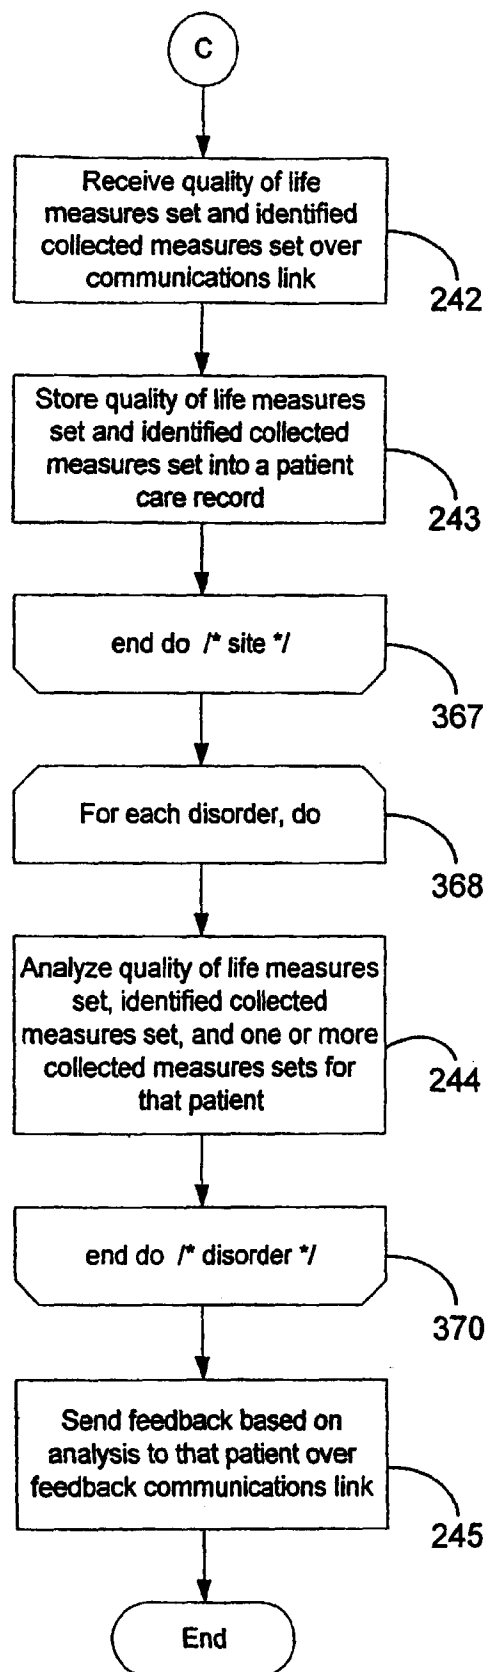 C
Receive quality of life
measures set and identified
collected measures set over
communications link
242
Store quality of life measures
set and identified collected
measures set into a patient
care record
243
end do /* site */
367
For each disorder, do
368
Analyze quality of life measures
set, identified collected
measures set, and one or more
collected measures sets for
that patient
244
end do /* disorder */
370
Send feedback based on
analysis to that patient over
feedback communications link
245
End